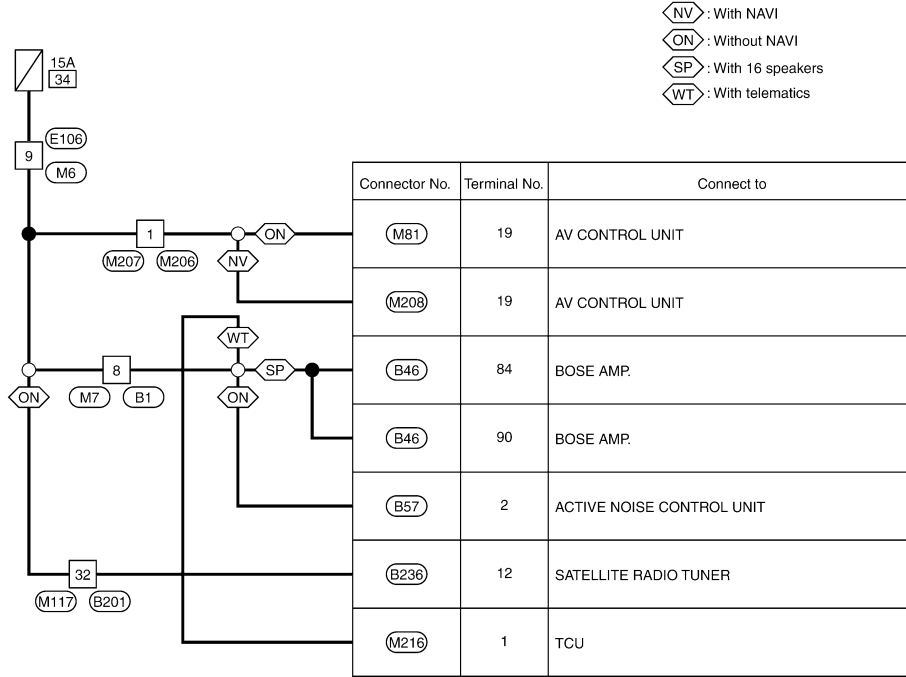 NV : With NAVI
ON : Without NAVI
SP : With 16 speakers
WT : With telematics
15A
34
E106
9
M6
Connector No. Terminal No. Connect to
1 ON M81 19 AV CONTROL UNIT
M207 M206 NV
M208 19 AV CONTROL UNIT
WT
8 SP B46 84 BOSE AMP.
ON M7 B1 ON
B46 90 BOSE AMP.
B57 2 ACTIVE NOISE CONTROL UNIT
32 B236 12 SATELLITE RADIO TUNER
M117 B201
M216 1 TCU